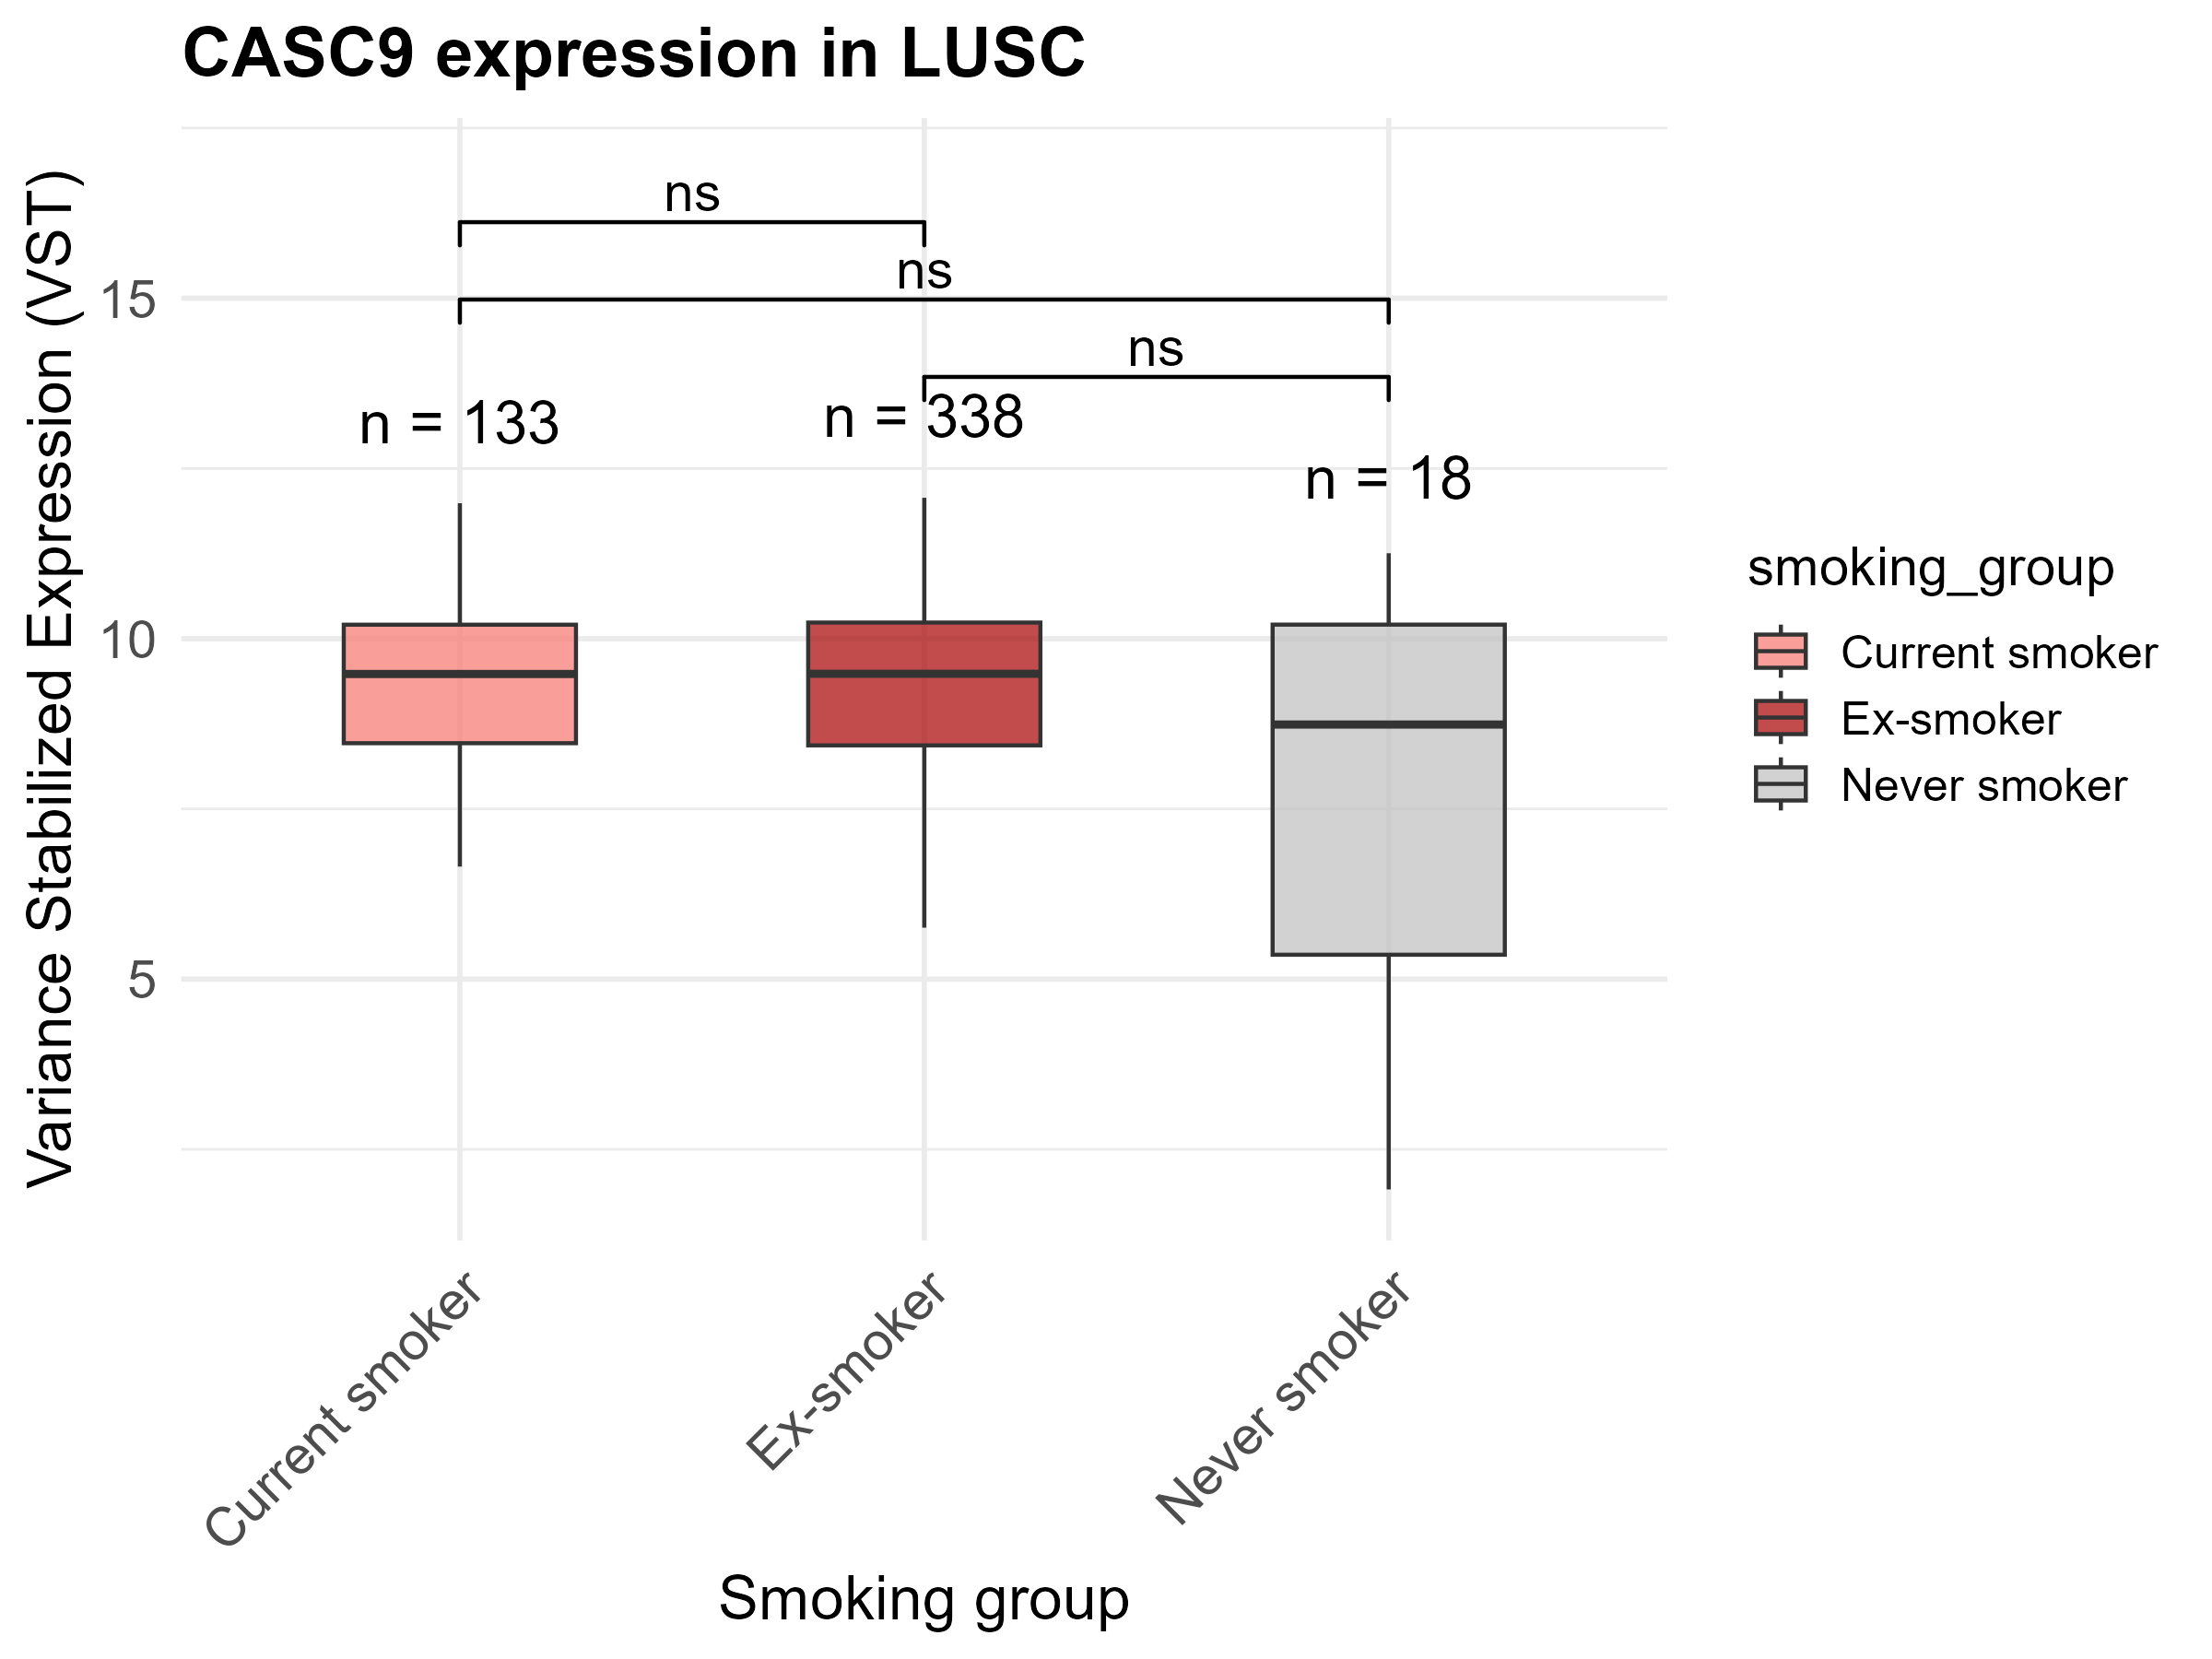 CASC9 expression in LUSC
Variance Stabilized Expression (VST)
15
10
5
ns
ns
ns
n = 133
n = 338
n = 18
smoking_group
Current smoker
Ex-smoker
Never smoker
Current smoker
Ex-smoker
Never smoker
Smoking group